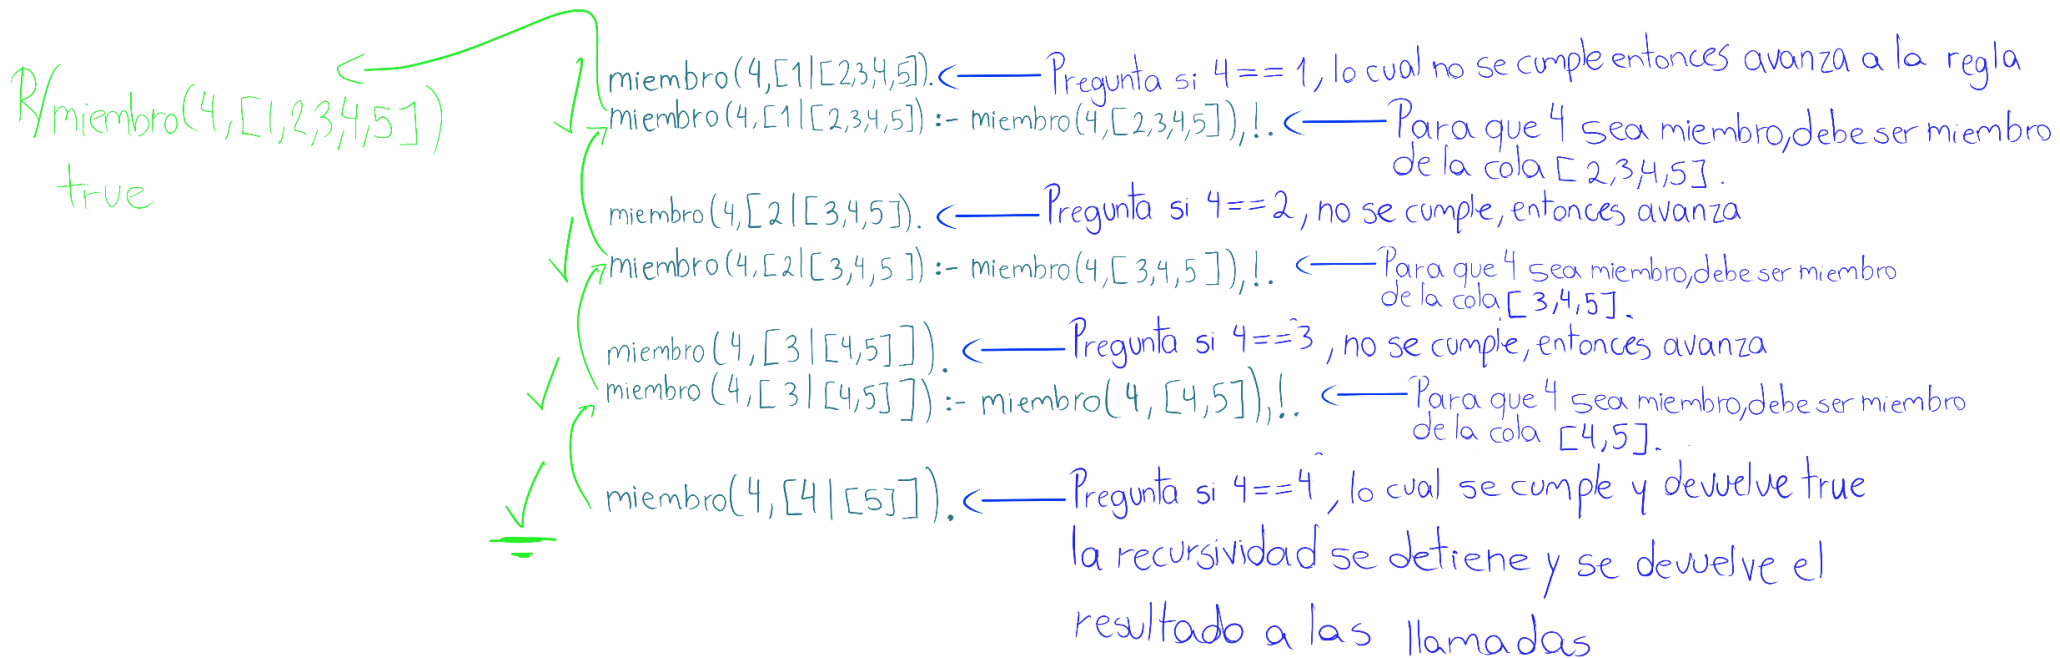 R/miembro(4,[1,2,3,4,5])
true
miembro(4,[1|[2,3,4,5]). Pregunta si 4==1, lo cual no se cumple entonces avanza a la regla
miembro(4,[1|[2,3,4,5]) :- miembro(4,[2,3,4,5]),!. Para que 4 sea miembro,debe ser miembro
de la cola [2,3,4,5].
miembro(4,[2|[3,4,5]). Pregunta si 4==2, no se cumple, entonces avanza
miembro(4,[2|[3,4,5]) :- miembro(4,[3,4,5]),!. Para que 4 sea miembro,debe ser miembro
de la cola [3,4,5].
miembro(4,[3|[4,5]]). Pregunta si 4==3, no se cumple, entonces avanza
miembro(4,[3|[4,5]]) :- miembro(4,[4,5]),!. Para que 4 sea miembro,debe ser miembro
de la cola [4,5].
miembro(4,[4|[5]]). Pregunta si 4==4, lo cual se cumple y devuelve true
la recursividad se detiene y se devuelve el
resultado a las llamadas